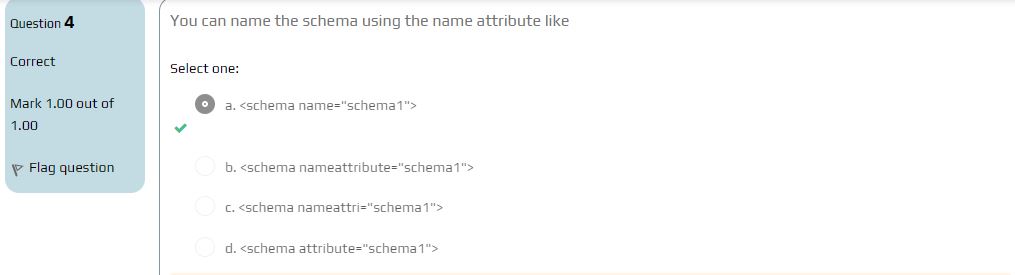 Question 4
Correct
Mark 1.00 out of
1.00
Flag question
You can name the schema using the name attribute like
Select one:
a. <schema name="schema1">
b. <schema nameattribute="schema1">
c. <schema nameattri="schema1">
d. <schema attribute="schema1">